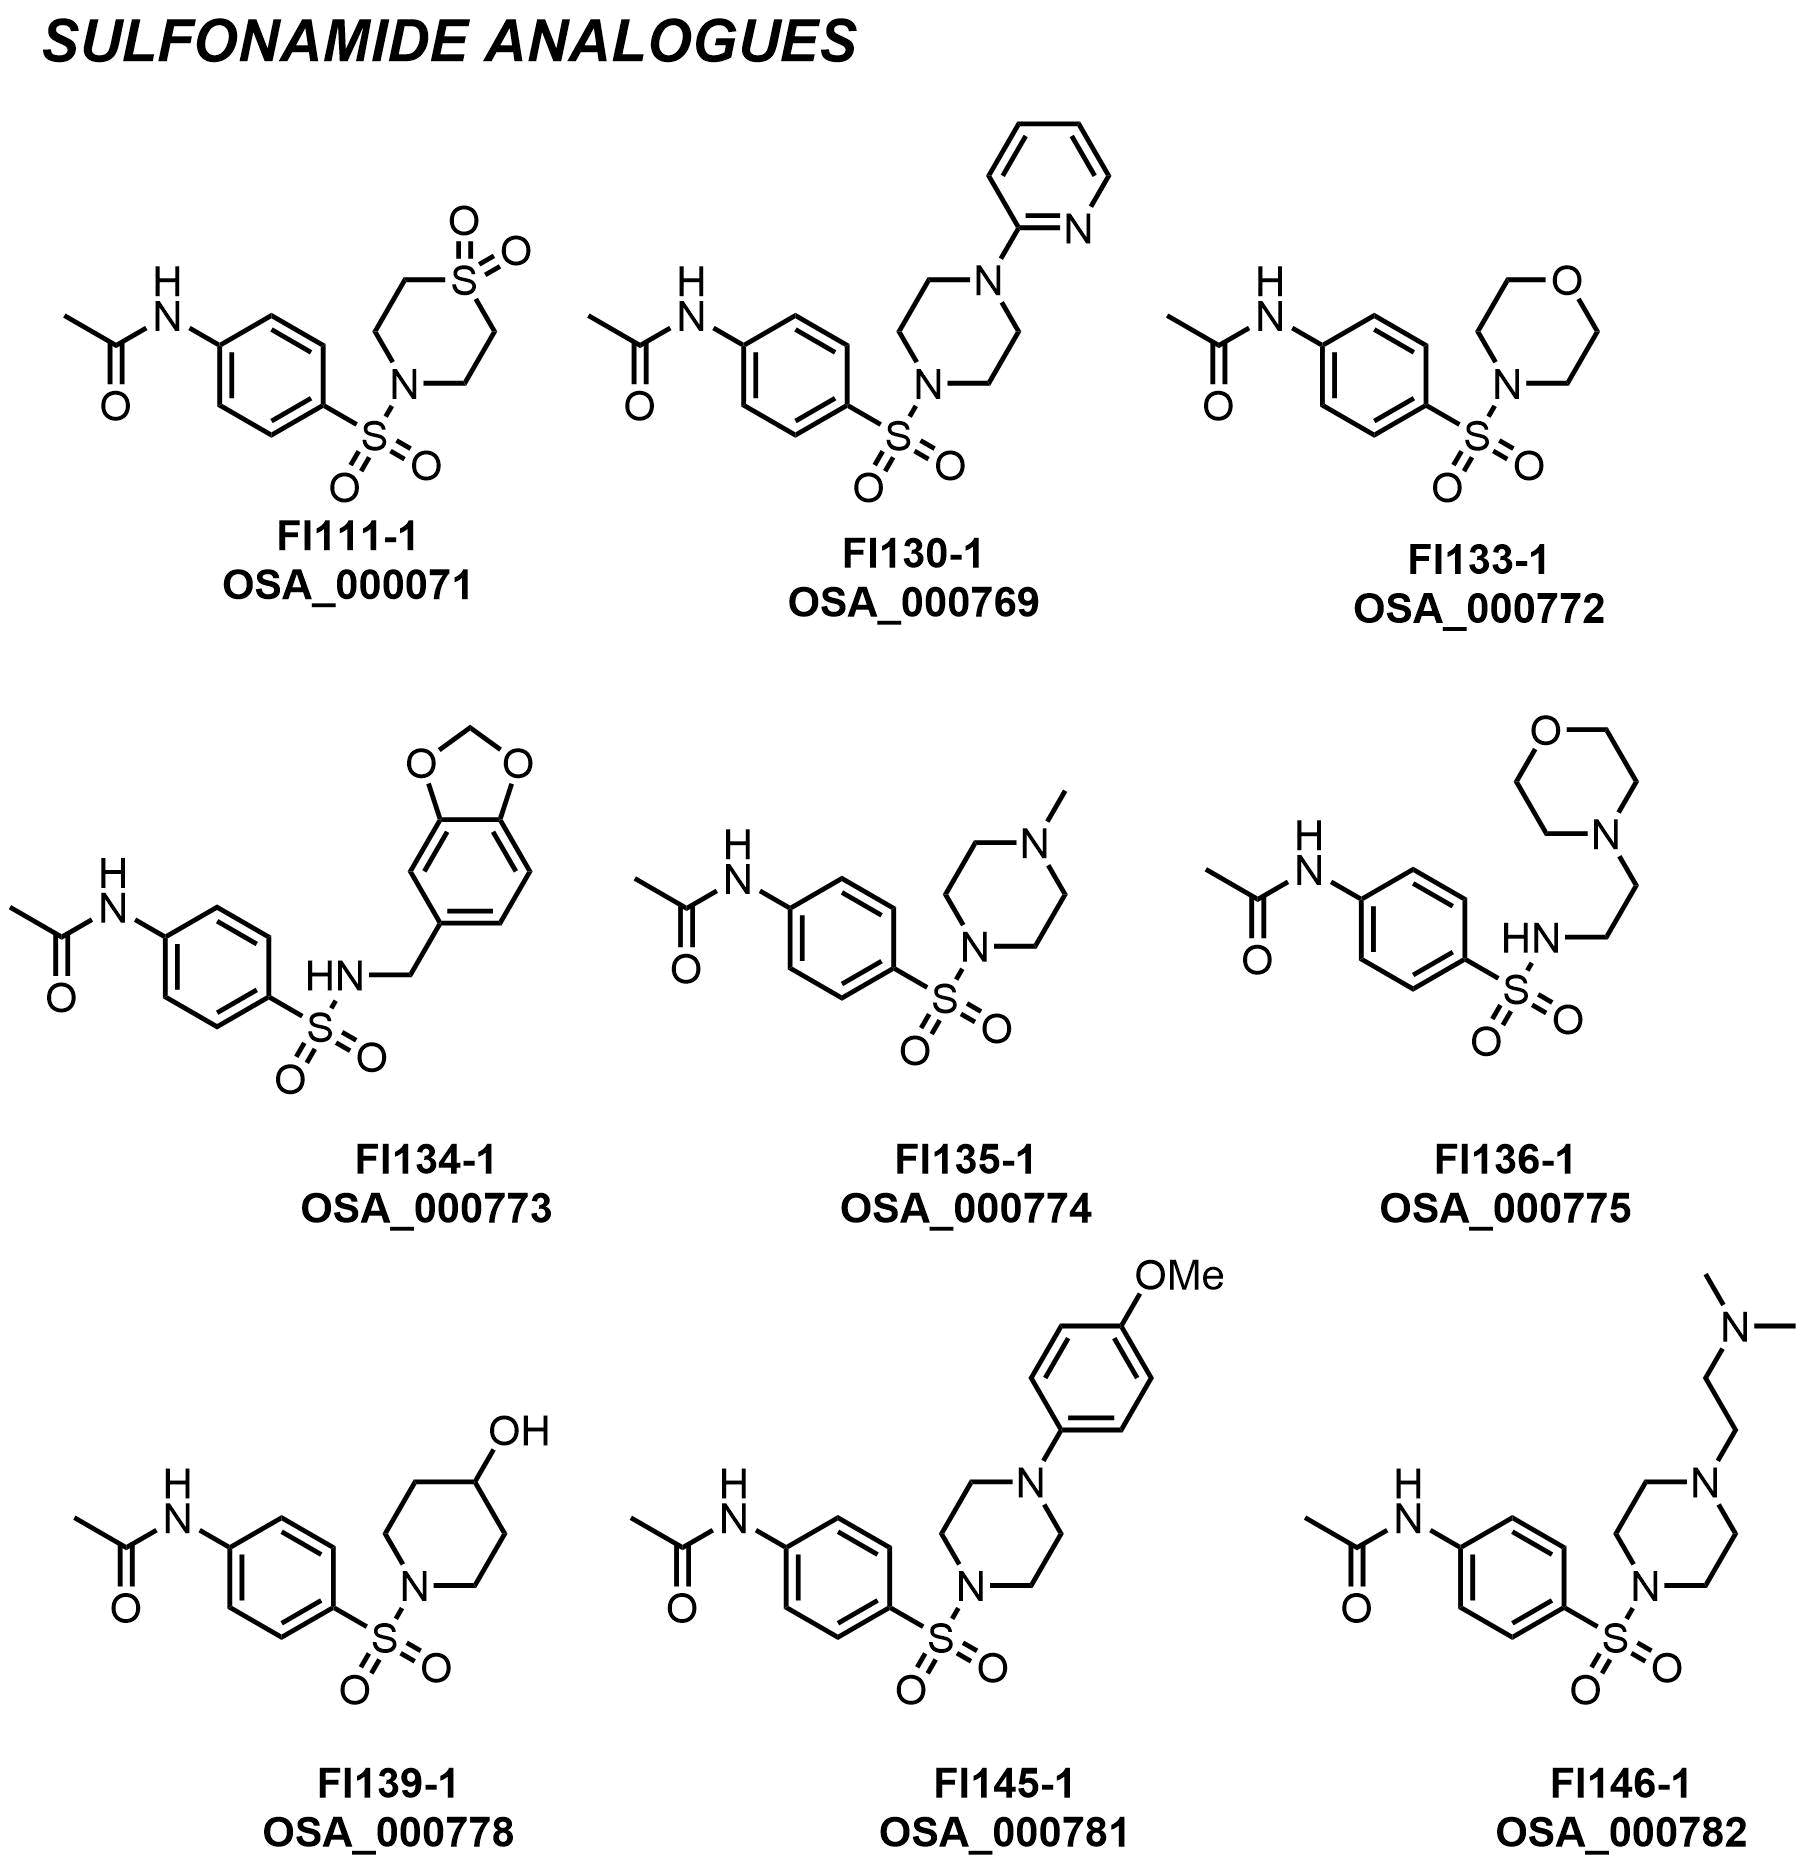 SULFONAMIDE ANALOGUES
O
O
S
H
N
O
N
S
O
O
FI111-1
OSA_000071
N
N
H
N
O
N
S
O
O
FI130-1
OSA_000769
O
H
N
O
N
S
O
O
FI133-1
OSA_000772
O
O
H
N
O
HN
S
O
O
FI134-1
OSA_000773
N
H
N
O
N
S
O
O
FI135-1
OSA_000774
O
N
H
N
O
HN
S
O
O
FI136-1
OSA_000775
OH
H
N
O
N
S
O
O
FI139-1
OSA_000778
OMe
N
H
N
O
N
S
O
O
FI145-1
OSA_000781
N
N
H
N
O
N
S
O
O
FI146-1
OSA_000782